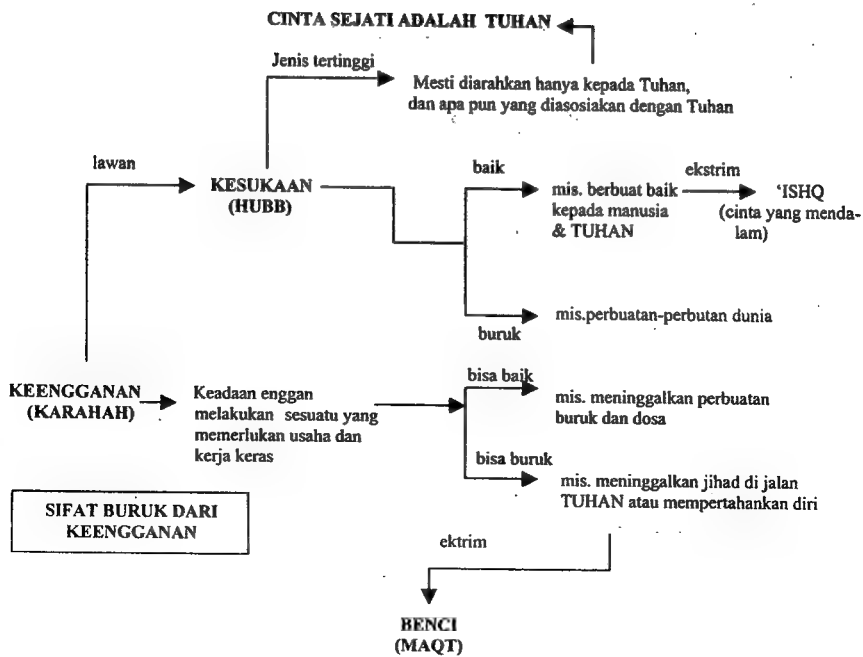 CINTA SEJATI ADALAH TUHAN
Jenis tertinggi
Mesti diarahkan hanya kepada Tuhan,
dan apa pun yang diasosiakan dengan Tuhan
lawan
KESUKAAN
(HUBB)
baik
mis. berbuat baik
kepada manusia
& TUHAN
ekstrim
‘ISHQ
(cinta yang menda-
lam)
buruk
mis.perbuatan-perbutan dunia
KEENGGANAN
(KARAHAH)
Keadaan enggan
melakukan sesuatu yang
memerlukan usaha dan
kerja keras
bisa baik
mis. meninggalkan perbuatan
buruk dan dosa
bisa buruk
mis. meninggalkan jihad di jalan
TUHAN atau mempertahankan diri
SIFAT BURUK DARI
KEENGGANAN
ektrim
BENCI
(MAQT)